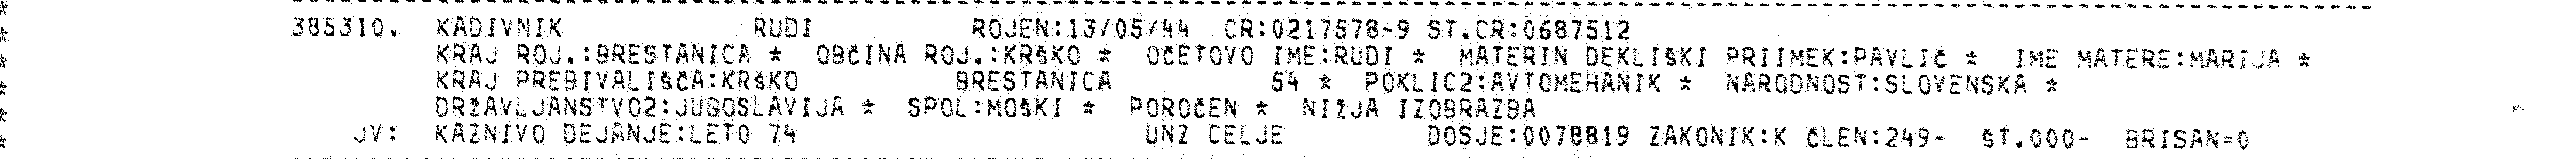 385310. KADIVNIK RUDI ROJEN:13/05/44 CR:0217578-9 ST.CR:0687512
KRAJ ROJ.:BRESTANICA * OBČINA ROJ.:KRŠKO * OČETOVO IME:RUDI * MATERIN DEKLIŠKI PRIIMEK:PAVLIČ * IME MATERE:MARIJA *
KRAJ PREBIVALIŠČA:KRŠKO BRESTANICA 54 * POKLIC2:AVTOMEHANIK * NARODNOST:SLOVENSKA *
DRŽAVLJANSTVO2:JUGOSLAVIJA * SPOL:MOŠKI * POROČEN * NIŽJA IZOBRAZBA
JV: KAZNIVO DEJANJE:LETO 74 UNZ CELJE DOSJE:0078819 ZAKONIK:K ČLEN:249- ŠT.000- BRISAN=0